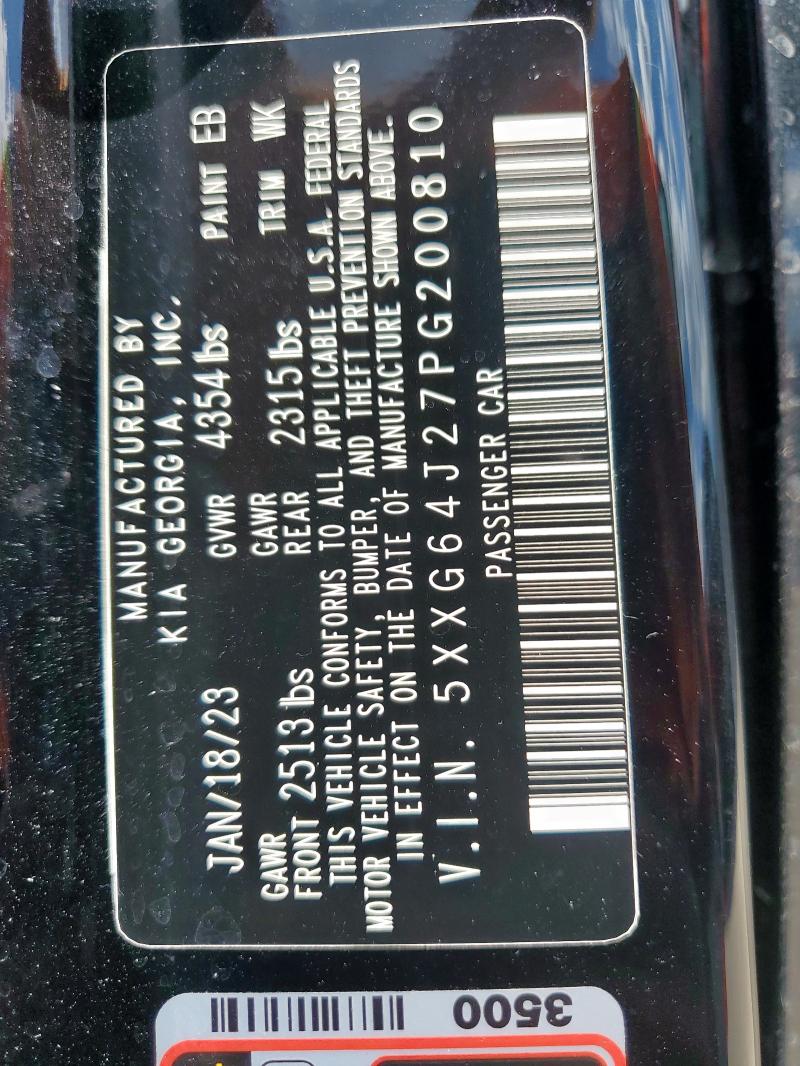 MANUFACTURED BY
KIA GEORGIA, INC.
JAN/18/23 GVWR 4354 lbs PAINT EB
GAWR GAWR
FRONT 2513 lbs REAR 2315 lbs TRIM WK
THIS VEHICLE CONFORMS TO ALL APPLICABLE U.S.A. FEDERAL
MOTOR VEHICLE SAFETY, BUMPER, AND THEFT PREVENTION STANDARDS
IN EFFECT ON THE DATE OF MANUFACTURE SHOWN ABOVE.
V.I.N. 5XXG64J27PG200810
PASSENGER CAR
3500